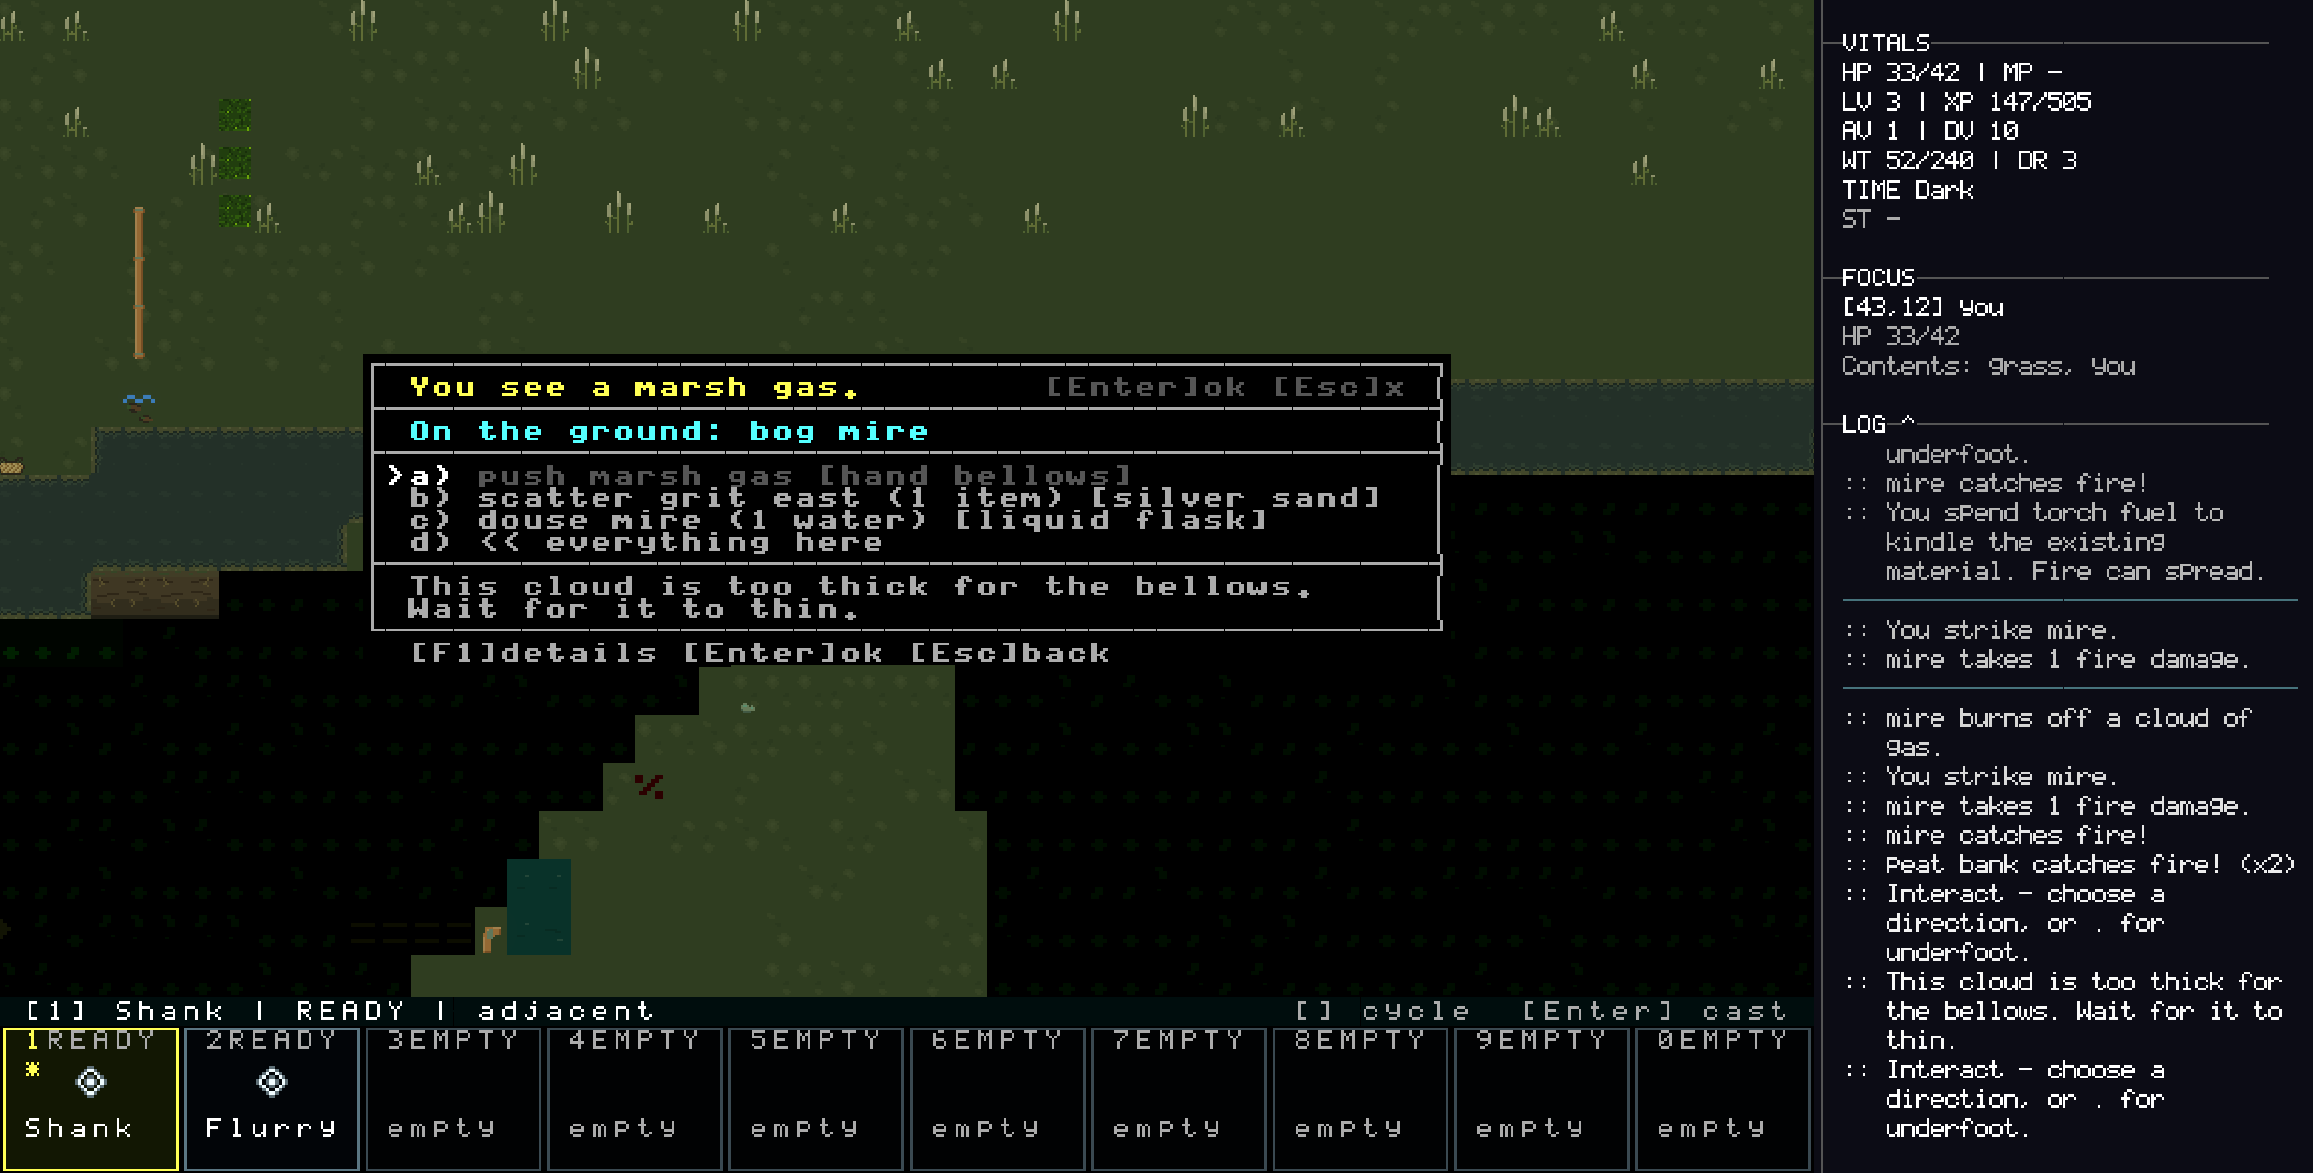 You see a marsh gas. [Enter]ok [Esc]x
On the ground: bog mire
>a) push marsh gas [hand bellows]
b) scatter grit east (1 item) [silver sand]
c) douse mire (1 water) [liquid flask]
d) << everything here
This cloud is too thick for the bellows.
Wait for it to thin.
[F1]details [Enter]ok [Esc]back
[1] Shank | READY | adjacent
[] cycle [Enter] cast
1READY
*
Shank
2READY
Flurry
3EMPTY
empty
4EMPTY
empty
5EMPTY
empty
6EMPTY
empty
7EMPTY
empty
8EMPTY
empty
9EMPTY
empty
0EMPTY
empty
VITALS
HP 33/42 | MP -
LV 3 | XP 147/505
AV 1 | DV 10
WT 52/240 | DR 3
TIME Dark
ST -
FOCUS
[43,12] You
HP 33/42
Contents: grass, You
LOG ^
underfoot.
:: mire catches fire!
:: You spend torch fuel to
kindle the existing
material. Fire can spread.
:: You strike mire.
:: mire takes 1 fire damage.
:: mire burns off a cloud of
gas.
:: You strike mire.
:: mire takes 1 fire damage.
:: mire catches fire!
:: peat bank catches fire! (x2)
:: Interact - choose a
direction, or . for
underfoot.
:: This cloud is too thick for
the bellows. Wait for it to
thin.
:: Interact - choose a
direction, or . for
underfoot.